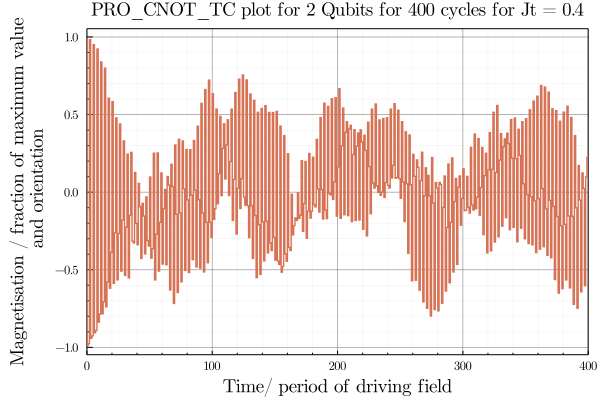 PRO_CNOT_TC plot for 2 Qubits for 400 cycles for Jt = 0.4
Magnetisation / fraction of maximum value
and orientation
1.0
0.5
0.0
−0.5
−1.0
0
100
200
300
400
Time/ period of driving field